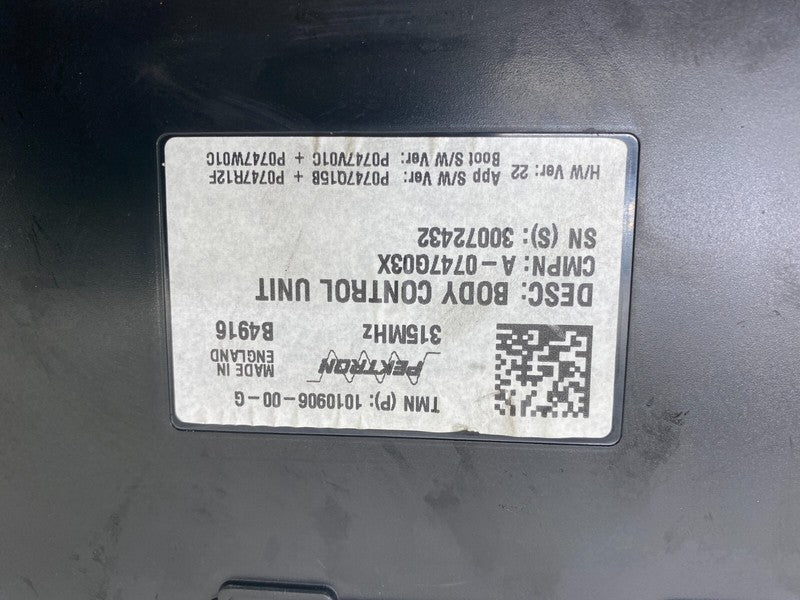 TMN (P): 1010906-00-G
PEKTRON
MADE IN
ENGLAND
315MHz
B4916
DESC: BODY CONTROL UNIT
CMPN: A-0747G03X
SN (S): 30072432
H/W Ver: 22 App S/W Ver: P0747Q15B + P0747R12F
Boot S/W Ver: P0747V01C + P0747W01C